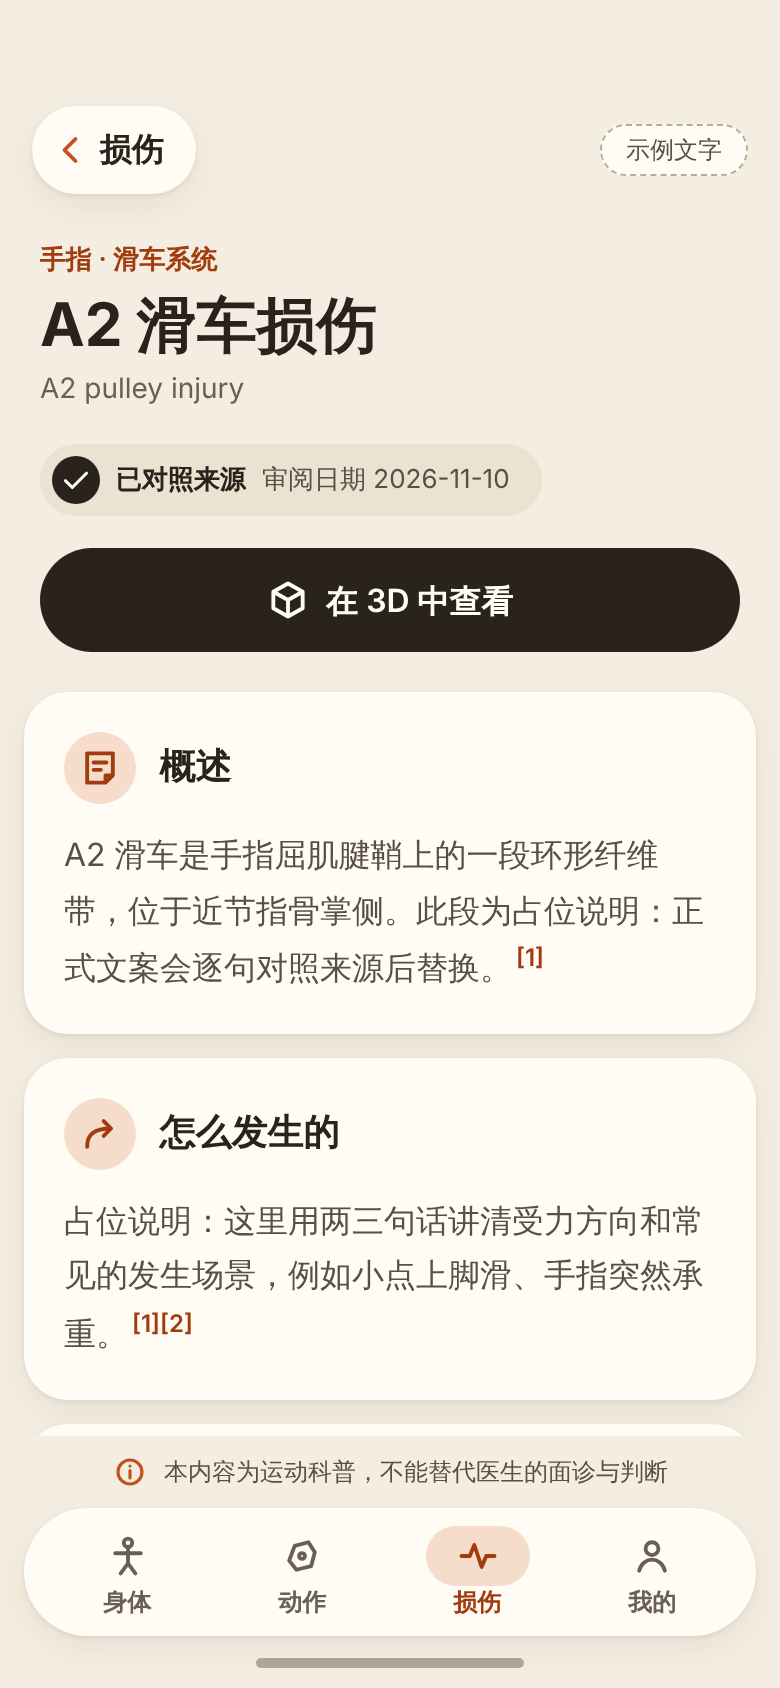 损伤
示例文字
手指 · 滑车系统
A2 滑车损伤
A2 pulley injury
已对照来源 审阅日期 2026-11-10
在 3D 中查看
概述
A2 滑车是手指屈肌腱鞘上的一段环形纤维
带，位于近节指骨掌侧。此段为占位说明：正
式文案会逐句对照来源后替换。[1]
怎么发生的
占位说明：这里用两三句话讲清受力方向和常
见的发生场景，例如小点上脚滑、手指突然承
重。[1][2]
本内容为运动科普，不能替代医生的面诊与判断
身体 动作 损伤 我的